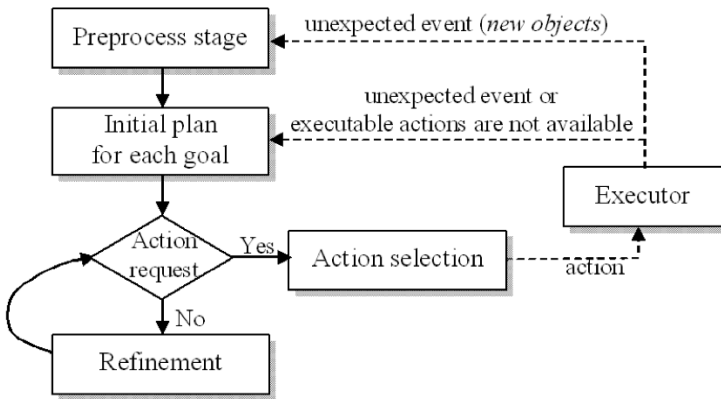 Preprocess stage
unexpected event (new objects)
Initial plan
for each goal
unexpected event or
executable actions are not available
Executor
Action
request
Yes
Action selection
action
No
Refinement